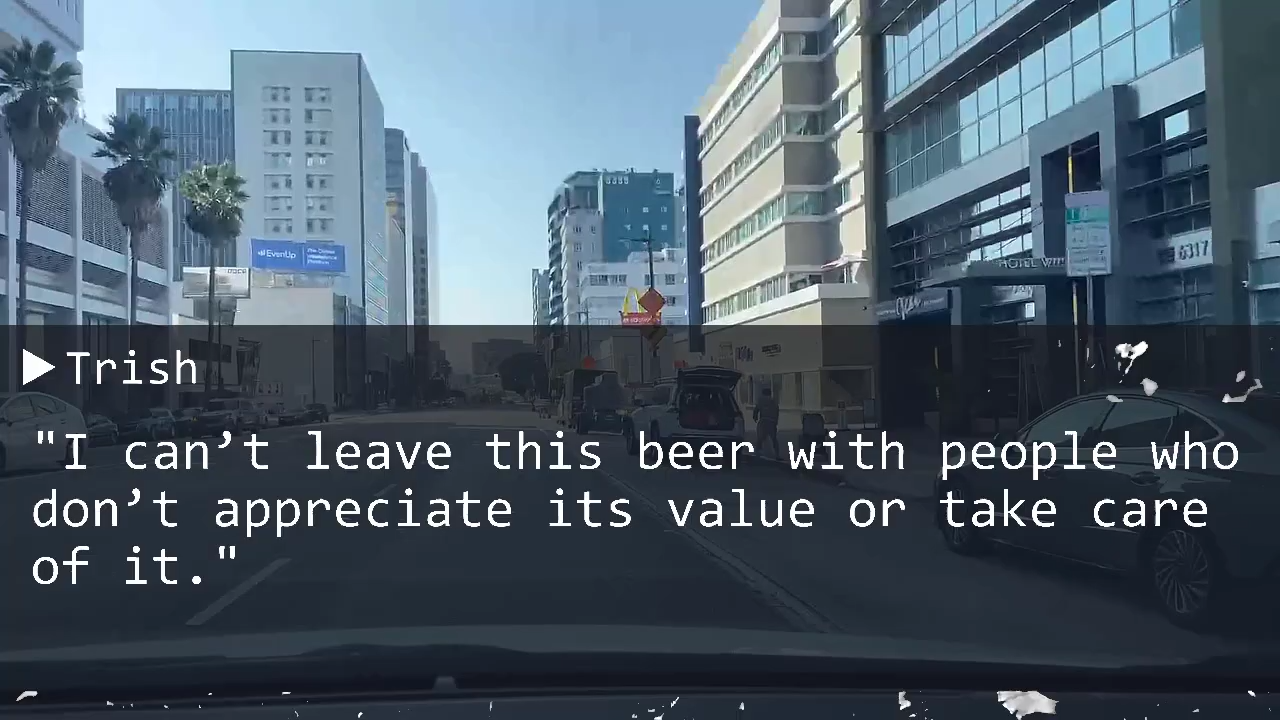 EvenUp
HOTEL
6317
▶Trish
"I can’t leave this beer with people who
don’t appreciate its value or take care
of it."